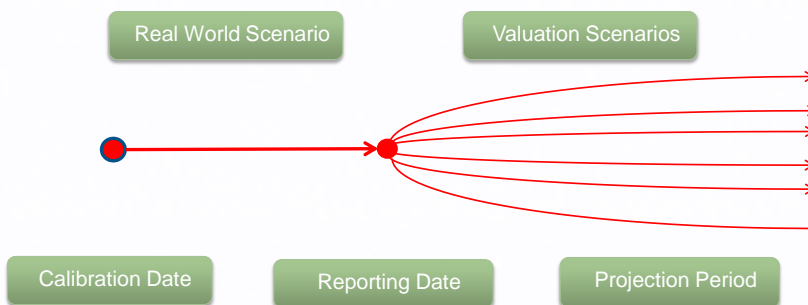 Real World Scenario
Valuation Scenarios
Calibration Date
Reporting Date
Projection Period